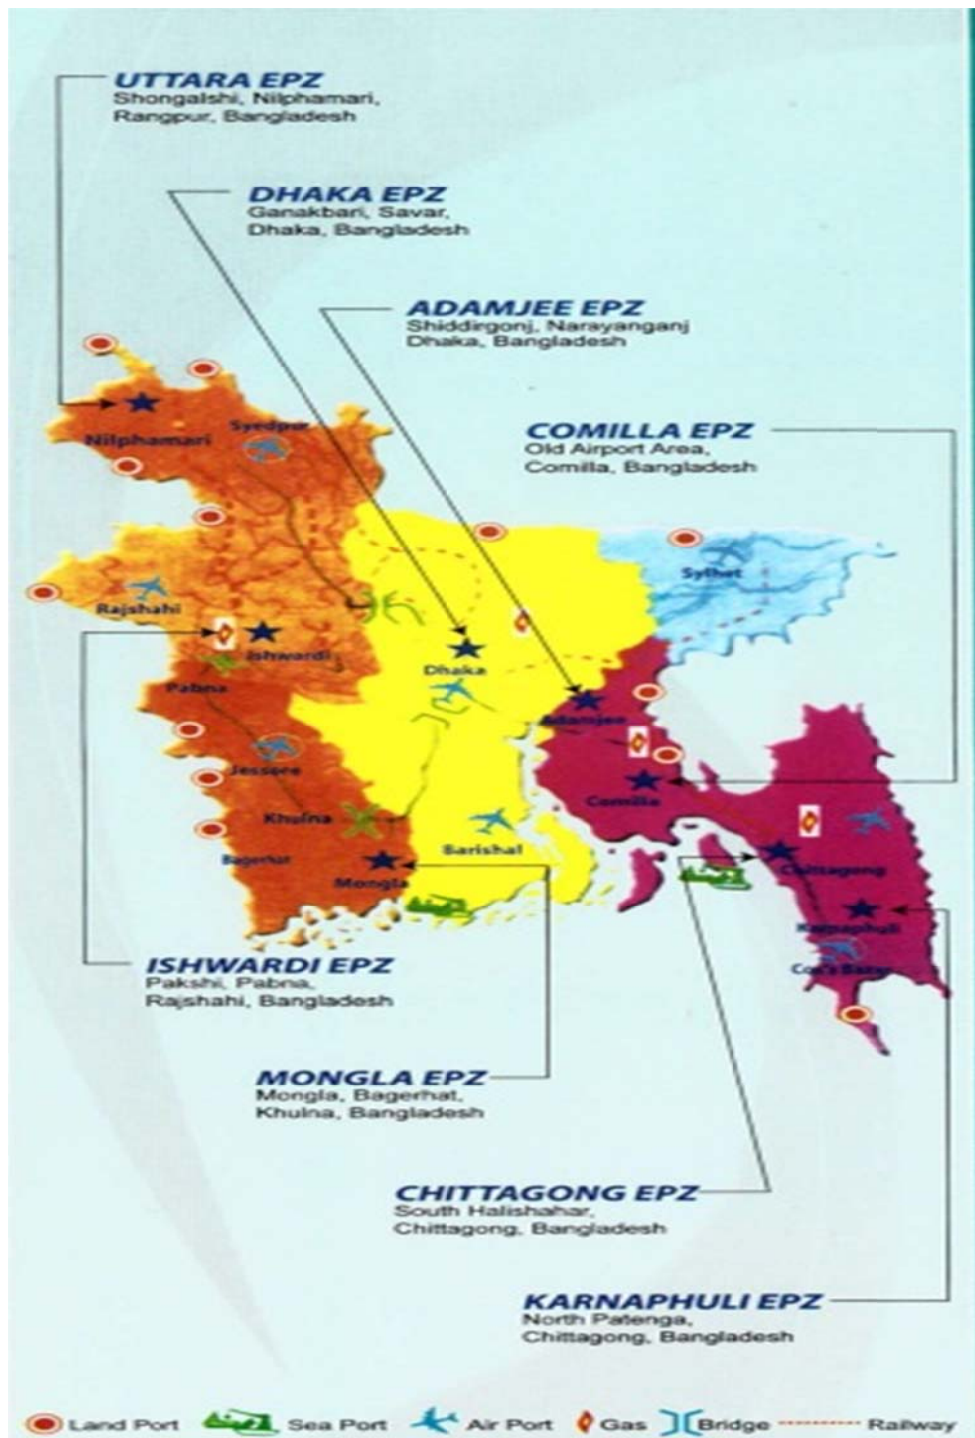 UTTARA EPZ
Shongalshi, Nilphamari,
Rangpur, Bangladesh
DHAKA EPZ
Ganakbari, Savar,
Dhaka, Bangladesh
ADAMJEE EPZ
Shiddirgonj, Narayanganj
Dhaka, Bangladesh
COMILLA EPZ
Old Airport Area,
Comilla, Bangladesh
Syedpur
Nilphamari
Sylhet
Rajshahi
Ishwardi
Dhaka
Pabna
Adamjee
Jessore
Comilla
Khulna
Barishal
Bagerhat
Chittagong
Mongla
Karnaphuli
Cox's Bazar
ISHWARDI EPZ
Pakshi, Pabna,
Rajshahi, Bangladesh
MONGLA EPZ
Mongla, Bagerhat,
Khulna, Bangladesh
CHITTAGONG EPZ
South Halishahar,
Chittagong, Bangladesh
KARNAPHULI EPZ
North Patenga,
Chittagong, Bangladesh
Land Port Sea Port Air Port Gas Bridge Railway